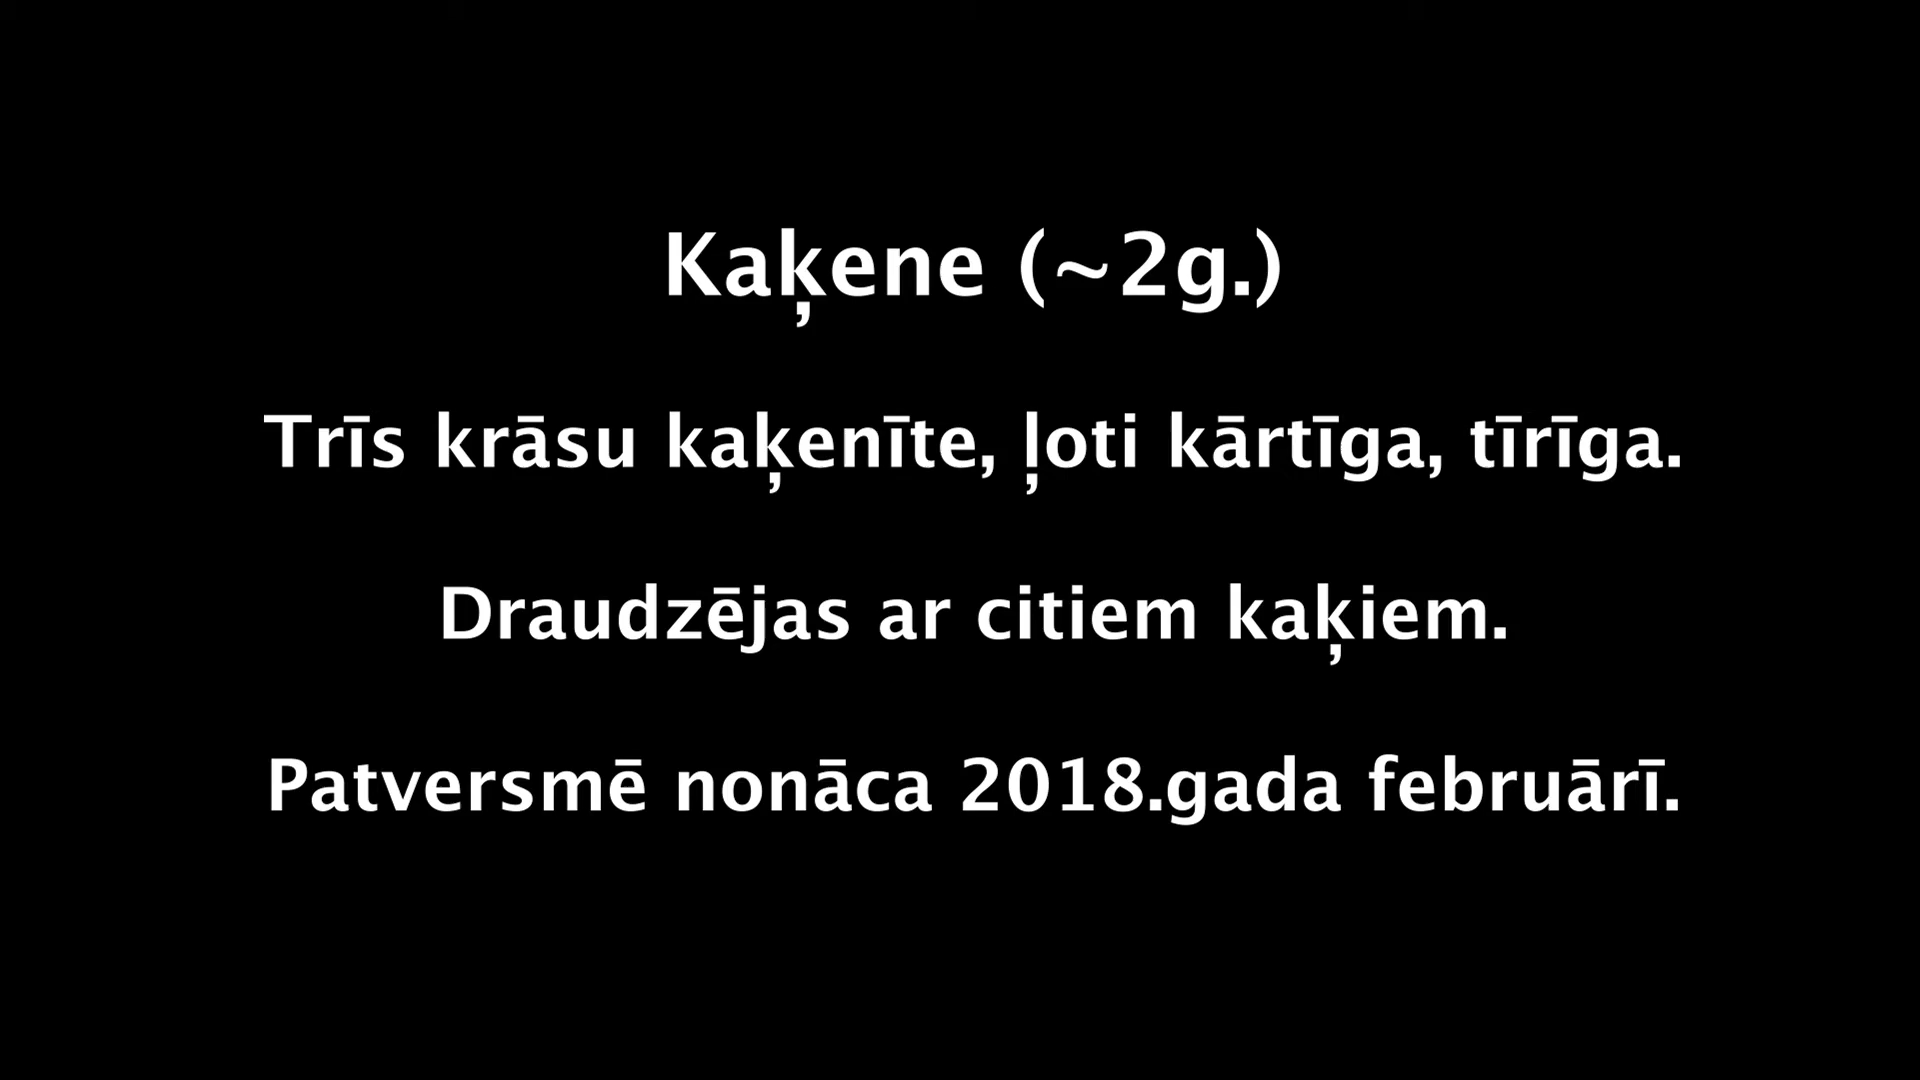 Kaķene (~2g.)
Trīs krāsu kaķenīte, ļoti kārtīga, tīrīga.
Draudzējas ar citiem kaķiem.
Patversmē nonāca 2018.gada februārī.